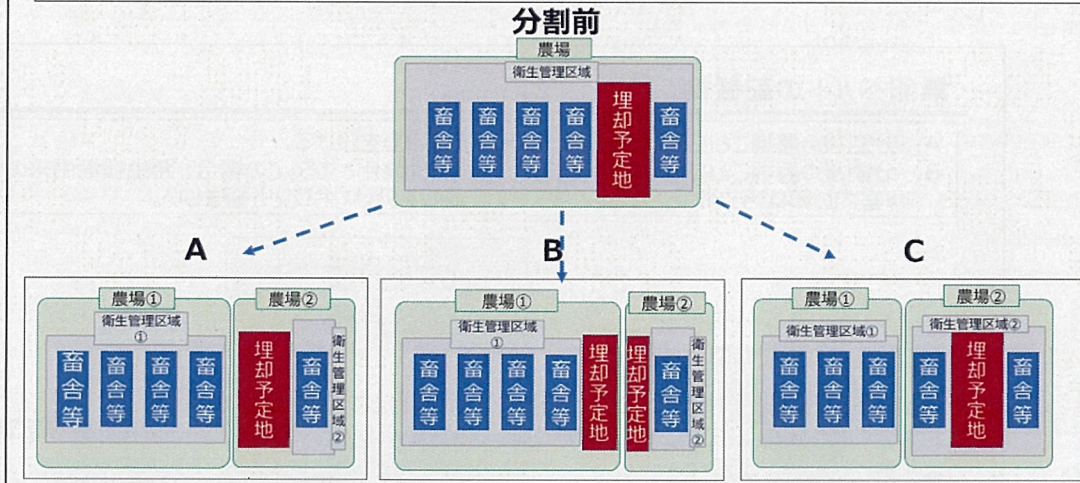 分割前
農場
衛生管理区域
畜舎等
畜舎等
畜舎等
畜舎等
埋却予定地
畜舎等
A
B
C
農場①
衛生管理区域
①
畜舎等
畜舎等
畜舎等
畜舎等
農場②
埋却予定地
畜舎等
衛生管理区域②
農場①
衛生管理区域
①
畜舎等
畜舎等
畜舎等
畜舎等
埋却予定地
農場②
埋却予定地
畜舎等
衛生管理区域②
農場①
衛生管理区域①
畜舎等
畜舎等
畜舎等
農場②
衛生管理区域②
畜舎等
埋却予定地
畜舎等